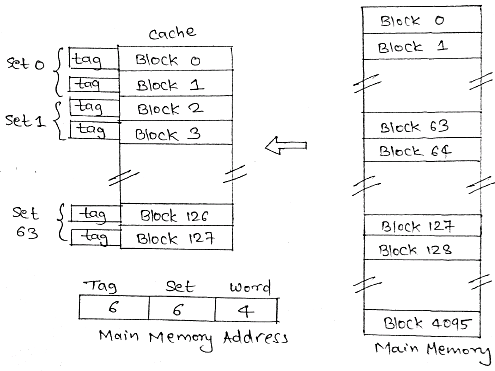 cache
Set 0
tag Block 0
tag Block 1
Set 1
tag Block 2
tag Block 3
Set 63
tag Block 126
tag Block 127
Tag Set word
6 6 4
Main Memory Address
Block 0
Block 1
Block 63
Block 64
Block 127
Block 128
Block 4095
Main Memory